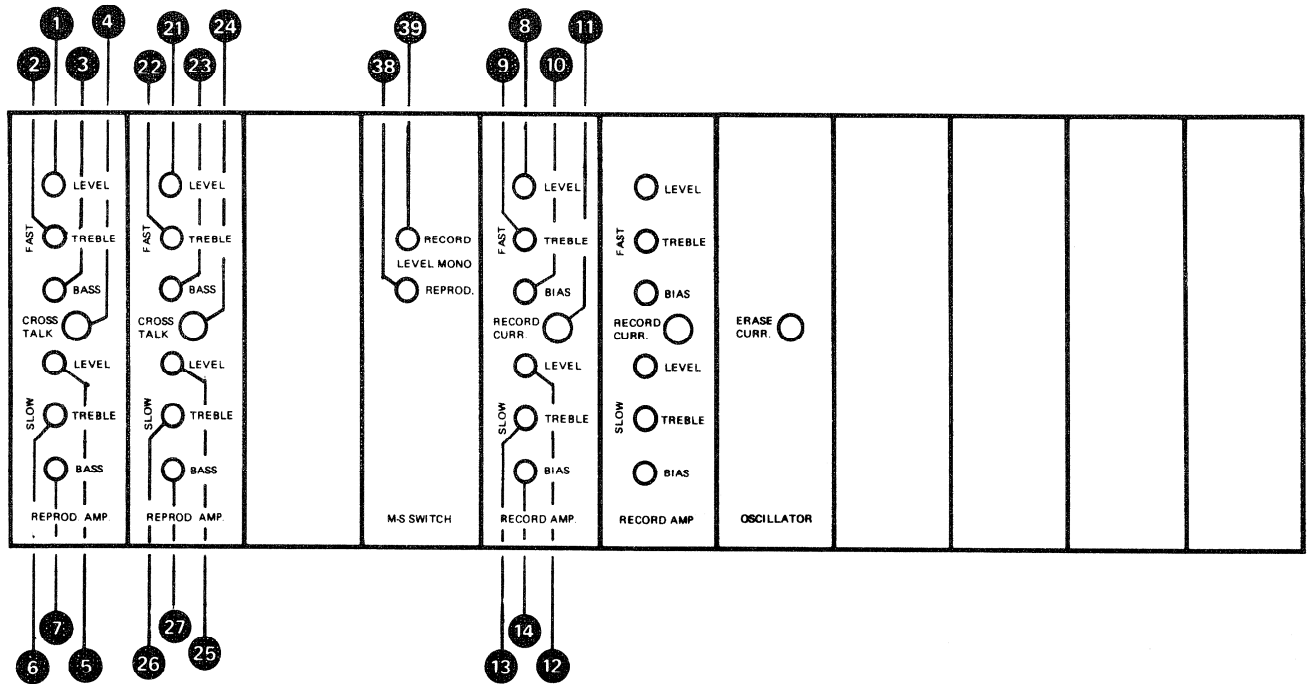 1 4 21 24 39 8 11
2 3 22 23 38 9 10
LEVEL
FAST
TREBLE
BASS
CROSS
TALK
LEVEL
SLOW
TREBLE
BASS
REPROD. AMP.
LEVEL
FAST
TREBLE
BASS
CROSS
TALK
LEVEL
SLOW
TREBLE
BASS
REPROD. AMP.
RECORD
LEVEL MONO
REPROD.
M-S SWITCH
LEVEL
FAST
TREBLE
BIAS
RECORD
CURR.
LEVEL
SLOW
TREBLE
BIAS
RECORD AMP.
LEVEL
FAST
TREBLE
BIAS
RECORD
CURR.
LEVEL
SLOW
TREBLE
BIAS
RECORD AMP
ERASE
CURR.
OSCILLATOR
7 27 14
6 5 26 25 13 12